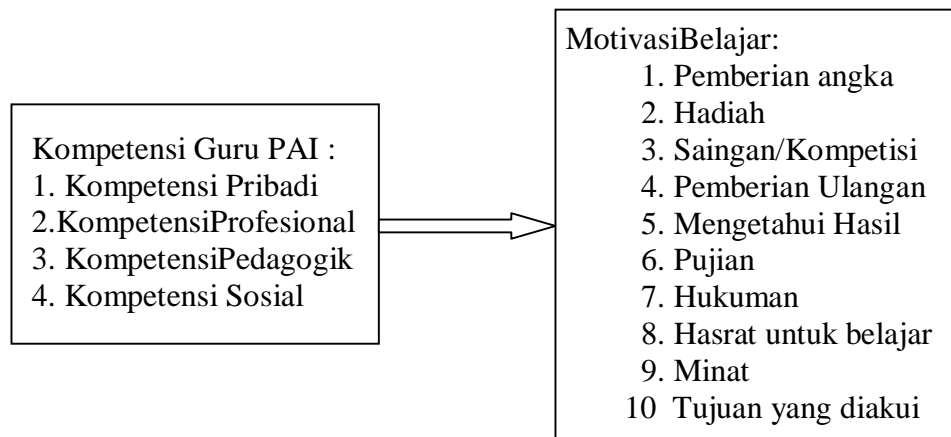 Kompetensi Guru PAI :
1. Kompetensi Pribadi
2.KompetensiProfesional
3. KompetensiPedagogik
4. Kompetensi Sosial
MotivasiBelajar:
1. Pemberian angka
2. Hadiah
3. Saingan/Kompetisi
4. Pemberian Ulangan
5. Mengetahui Hasil
6. Pujian
7. Hukuman
8. Hasrat untuk belajar
9. Minat
10 Tujuan yang diakui